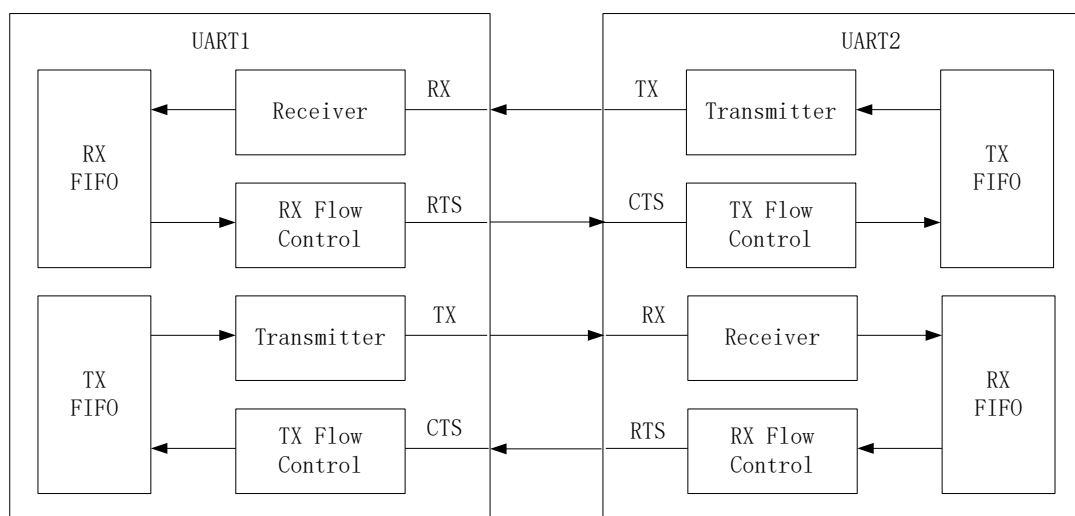 UART1
RX
FIFO
Receiver
RX
RX Flow
Control
RTS
TX
FIFO
Transmitter
TX
TX Flow
Control
CTS
UART2
TX
Transmitter
TX
FIFO
CTS
TX Flow
Control
RX
Receiver
RX
FIFO
RTS
RX Flow
Control